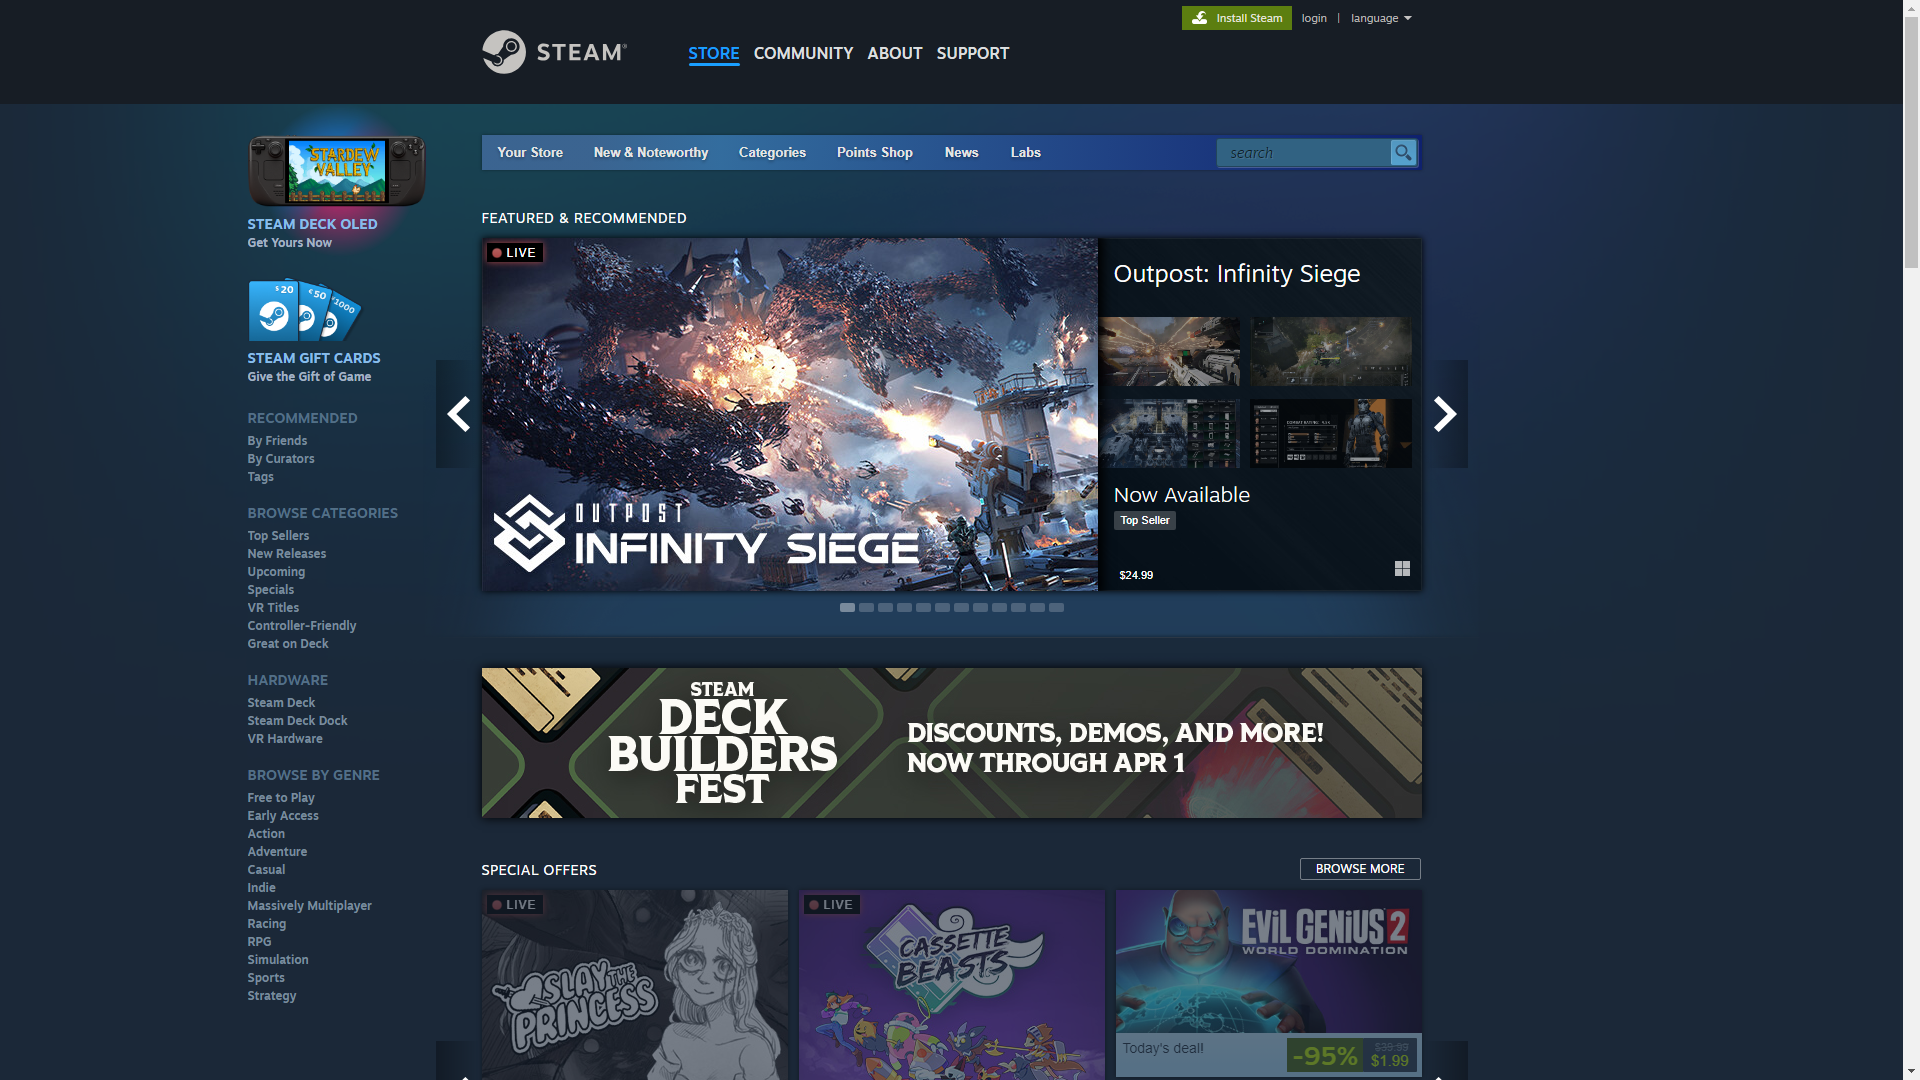 Install Steam
login | language
STEAM®
STORE COMMUNITY ABOUT SUPPORT
STARDEW VALLEY
STEAM DECK OLED
Get Yours Now
$20 €50 ¥1000
STEAM GIFT CARDS
Give the Gift of Game
RECOMMENDED
By Friends
By Curators
Tags
BROWSE CATEGORIES
Top Sellers
New Releases
Upcoming
Specials
VR Titles
Controller-Friendly
Great on Deck
HARDWARE
Steam Deck
Steam Deck Dock
VR Hardware
BROWSE BY GENRE
Free to Play
Early Access
Action
Adventure
Casual
Indie
Massively Multiplayer
Racing
RPG
Simulation
Sports
Strategy
Your Store New & Noteworthy Categories Points Shop News Labs search
FEATURED & RECOMMENDED
LIVE
OUTPOST
INFINITY SIEGE
Outpost: Infinity Siege
Now Available
Top Seller
$24.99
STEAM
DECK
BUILDERS
FEST
DISCOUNTS, DEMOS, AND MORE!
NOW THROUGH APR 1
SPECIAL OFFERS
BROWSE MORE
LIVE
SLAY THE
PRINCESS
LIVE
CASSETTE
BEASTS
EVIL GENIUS 2
WORLD DOMINATION
Today's deal!
-95%
$39.99
$1.99